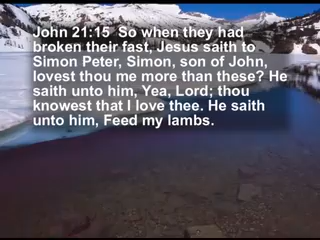 John 21:15  So when they had
broken their fast, Jesus saith to
Simon Peter, Simon, son of John,
lovest thou me more than these? He
saith unto him, Yea, Lord; thou
knowest that I love thee. He saith
unto him, Feed my lambs.